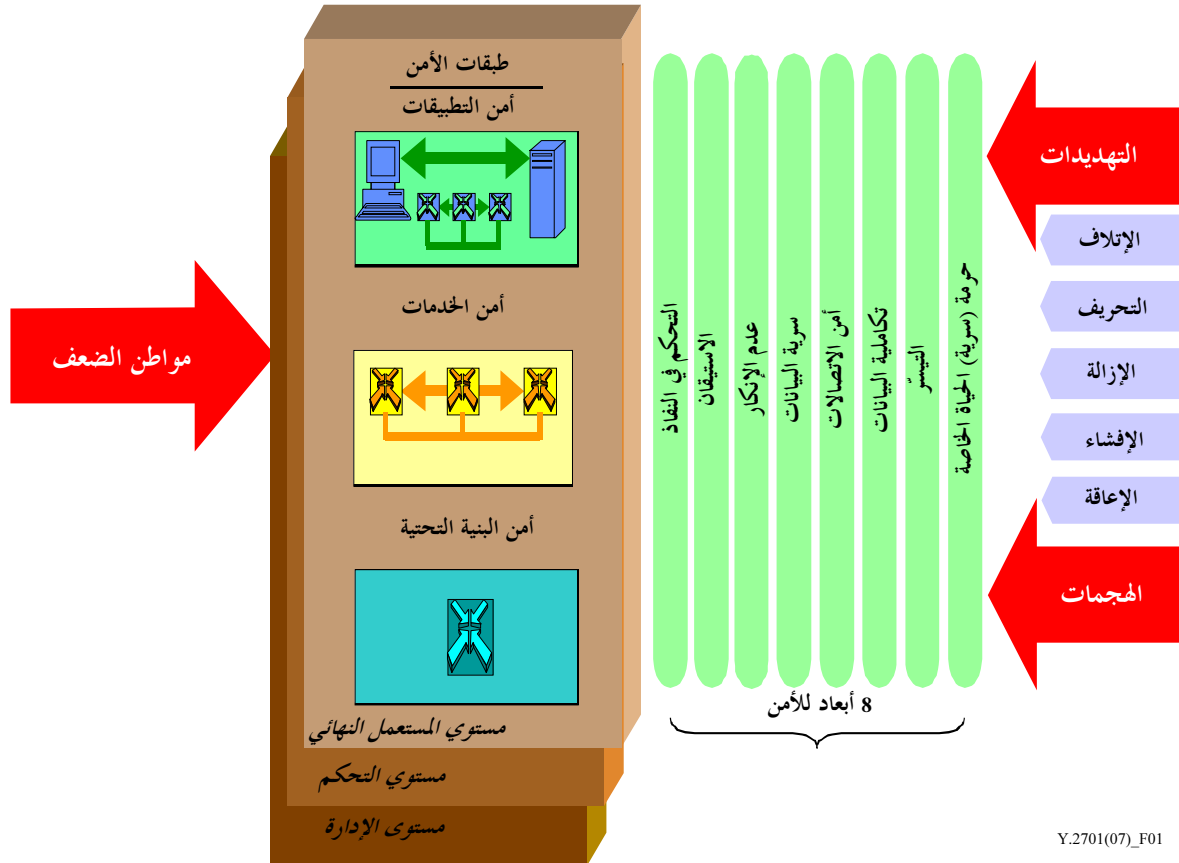 طبقات الأمن
أمن التطبيقات
أمن الخدمات
أمن البنية التحتية
مستوي المستعمل النهائي
مستوي التحكم
مستوى الإدارة
مواطن الضعف
التحكم في النفاذ
الاستيقان
عدم الإنكار
سرية البيانات
أمن الاتصالات
تكاملية البيانات
التيسّر
حرمة (سرية) الحياة الخاصة
8 أبعاد للأمن
التهديدات
الإتلاف
التحريف
الإزالة
الإفشاء
الإعاقة
الهجمات
Y.2701(07)_F01